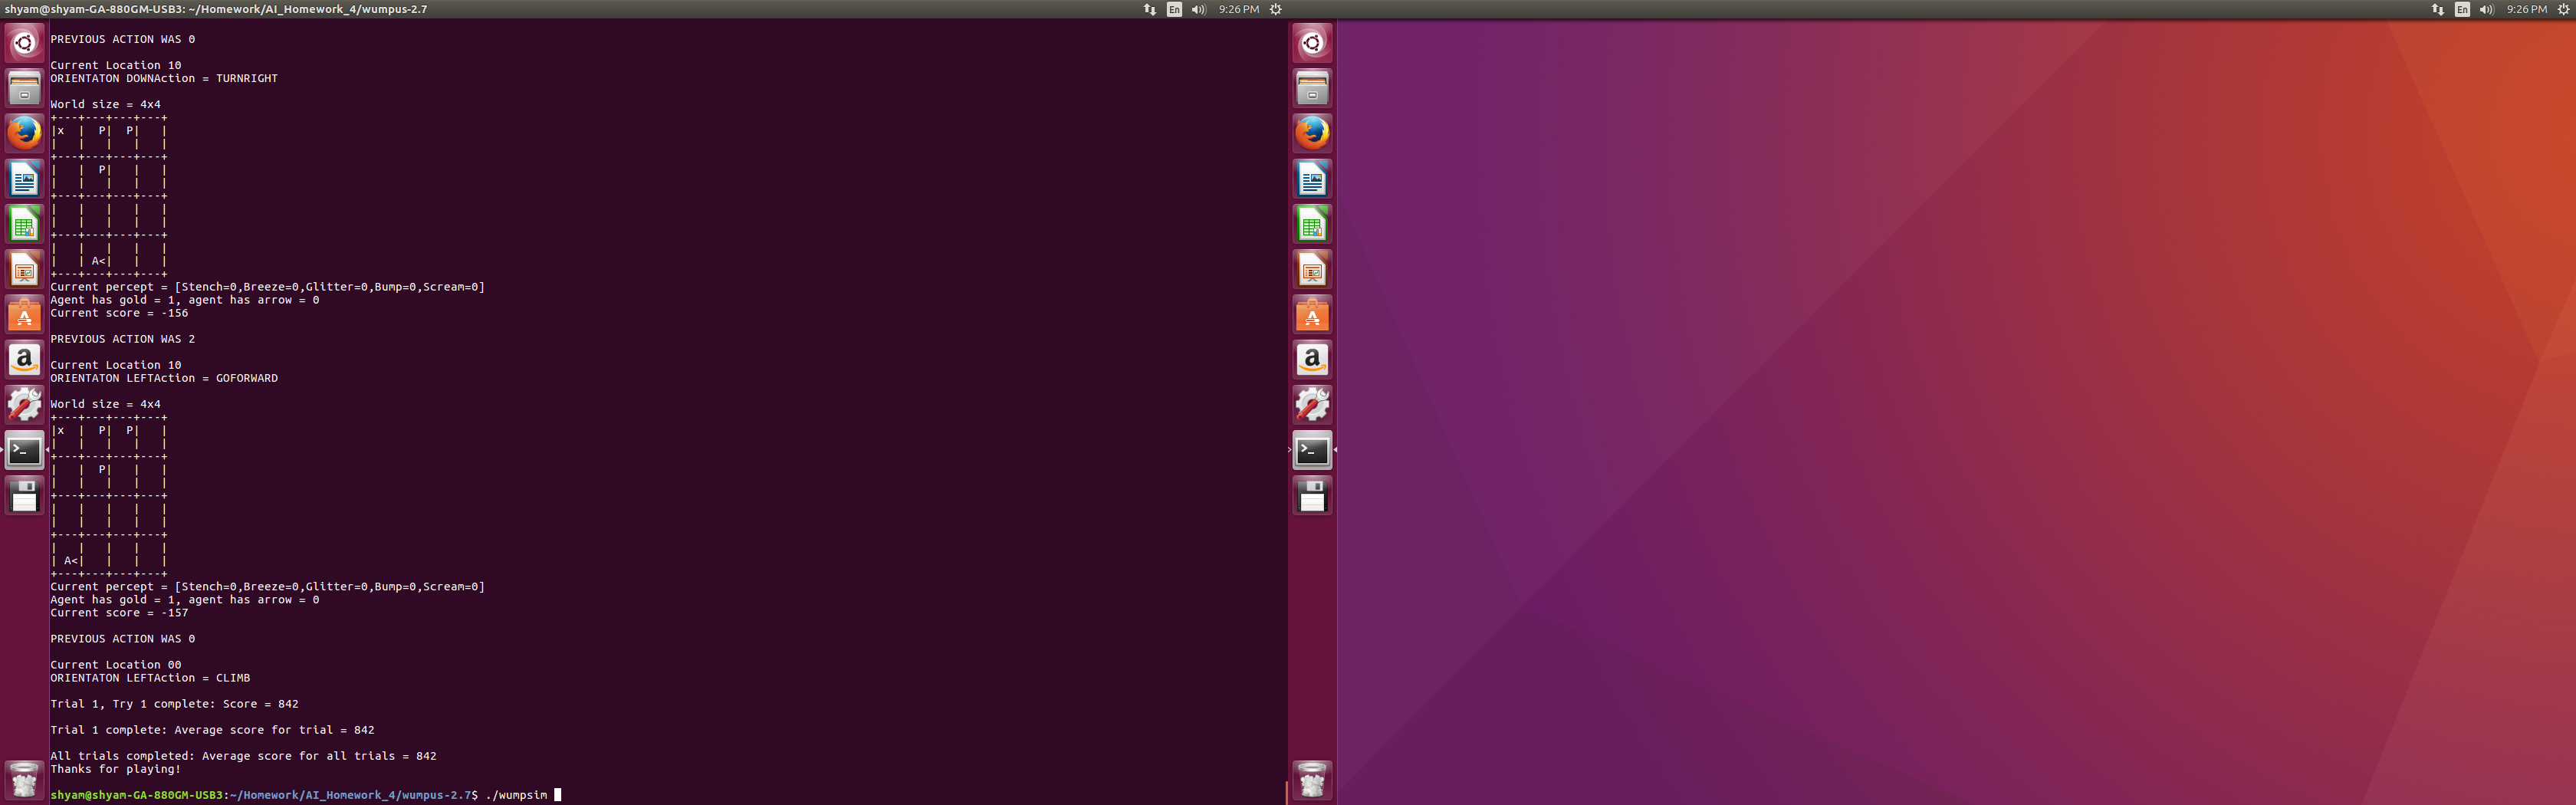 shyam@shyam-GA-880GM-USB3: ~/Homework/AI_Homework_4/wumpus-2.7
En 9:26 PM
En 9:26 PM
PREVIOUS ACTION WAS 0
Current Location 10
ORIENTATON DOWNAction = TURNRIGHT
World size = 4x4
+---+---+---+---+
|x  |  P|  P|   |
|   |   |   |   |
+---+---+---+---+
|   |  P|   |   |
|   |   |   |   |
+---+---+---+---+
|   |   |   |   |
|   |   |   |   |
+---+---+---+---+
|   |   |   |   |
|   | A<|   |   |
+---+---+---+---+
Current percept = [Stench=0,Breeze=0,Glitter=0,Bump=0,Scream=0]
Agent has gold = 1, agent has arrow = 0
Current score = -156
PREVIOUS ACTION WAS 2
Current Location 10
ORIENTATON LEFTAction = GOFORWARD
World size = 4x4
+---+---+---+---+
|x  |  P|  P|   |
|   |   |   |   |
+---+---+---+---+
|   |  P|   |   |
|   |   |   |   |
+---+---+---+---+
|   |   |   |   |
|   |   |   |   |
+---+---+---+---+
|   |   |   |   |
| A<|   |   |   |
+---+---+---+---+
Current percept = [Stench=0,Breeze=0,Glitter=0,Bump=0,Scream=0]
Agent has gold = 1, agent has arrow = 0
Current score = -157
PREVIOUS ACTION WAS 0
Current Location 00
ORIENTATON LEFTAction = CLIMB
Trial 1, Try 1 complete: Score = 842
Trial 1 complete: Average score for trial = 842
All trials completed: Average score for all trials = 842
Thanks for playing!
shyam@shyam-GA-880GM-USB3:~/Homework/AI_Homework_4/wumpus-2.7$ ./wumpsim